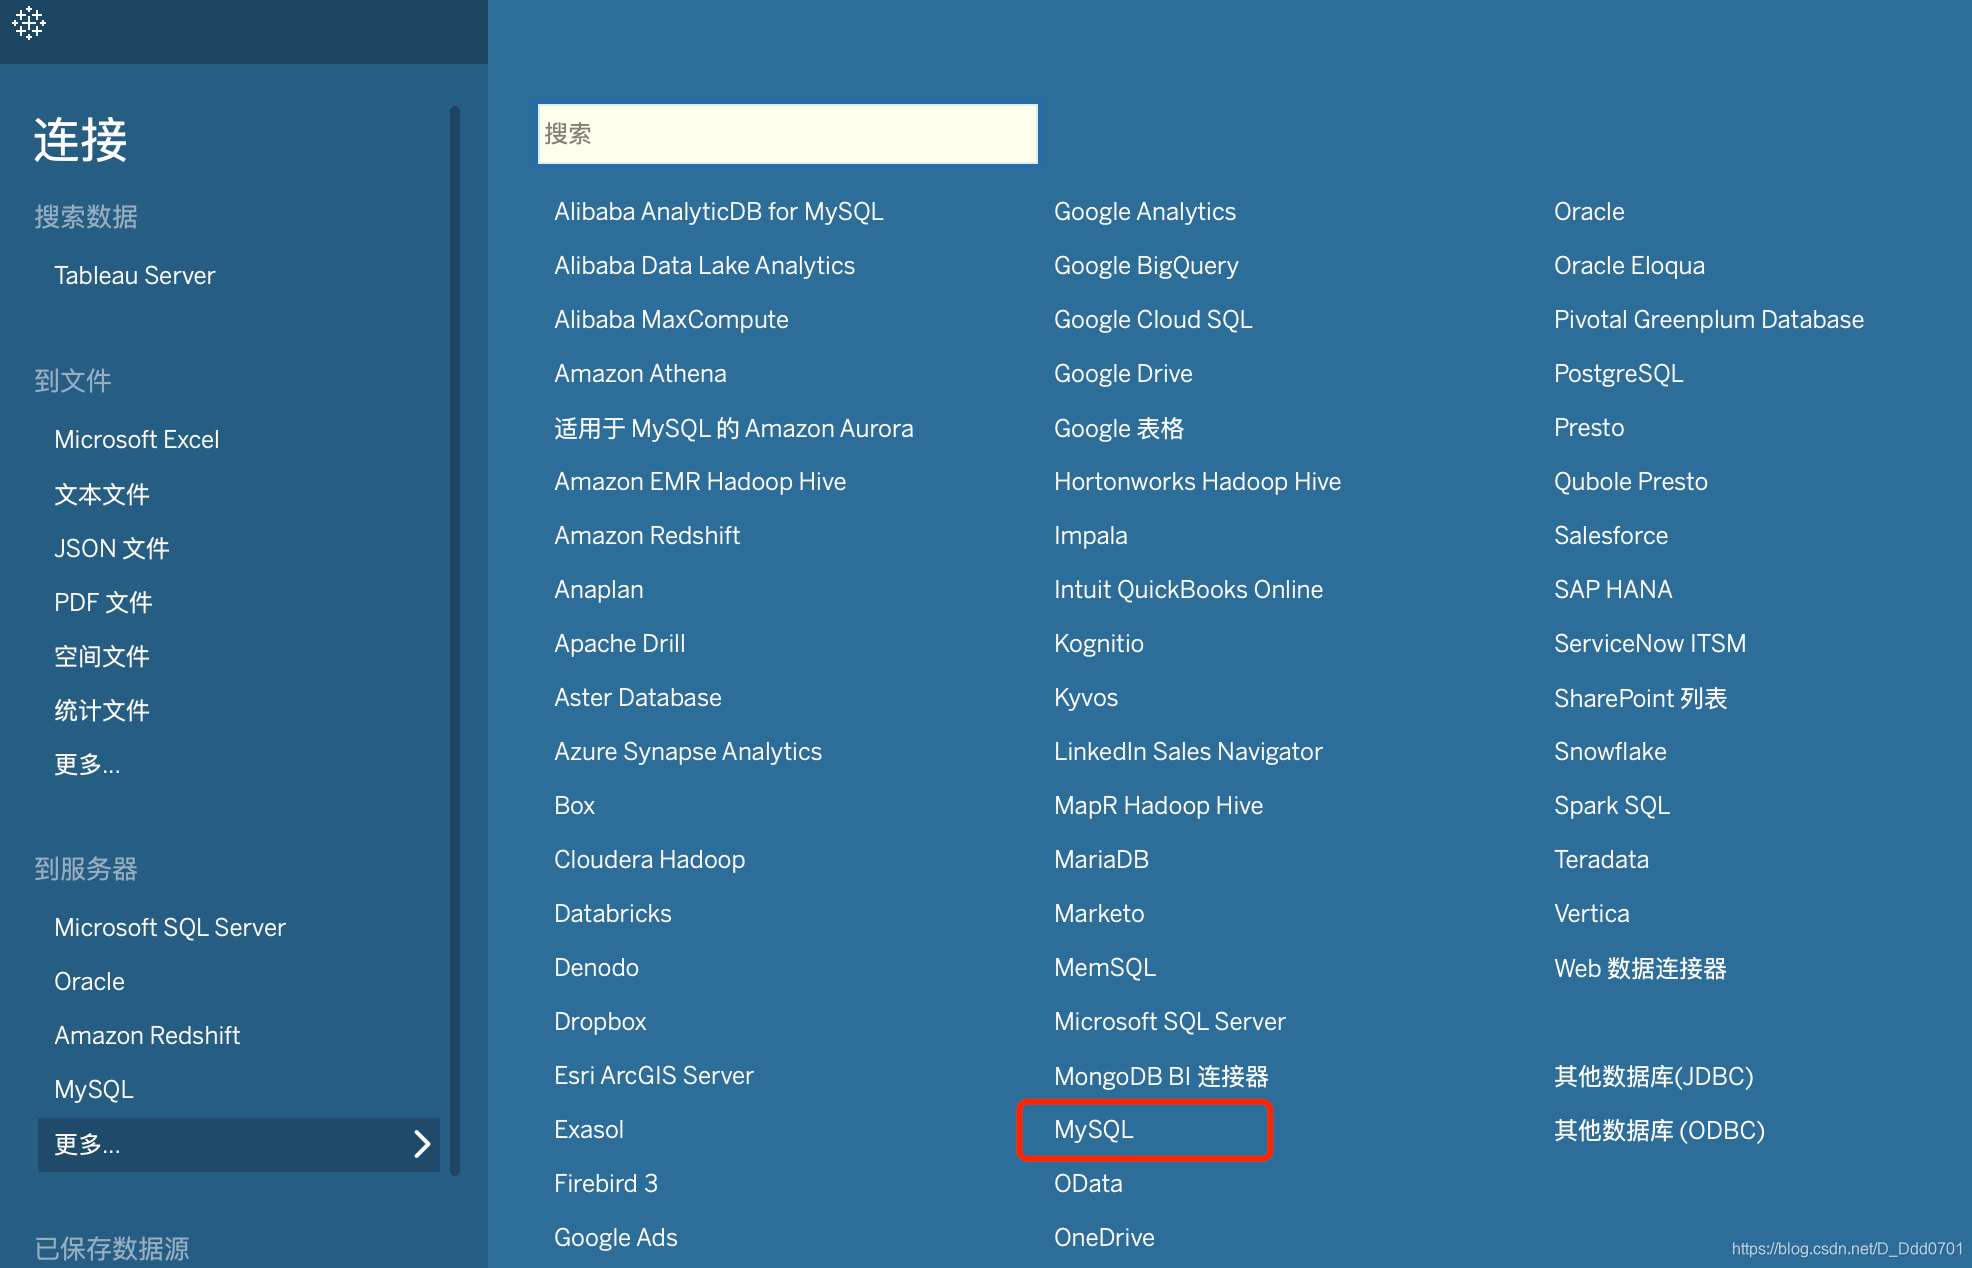 连接
搜索数据
Tableau Server
到文件
Microsoft Excel
文本文件
JSON 文件
PDF 文件
空间文件
统计文件
更多...
到服务器
Microsoft SQL Server
Oracle
Amazon Redshift
MySQL
更多...
已保存数据源
搜索
Alibaba AnalyticDB for MySQL
Alibaba Data Lake Analytics
Alibaba MaxCompute
Amazon Athena
适用于 MySQL 的 Amazon Aurora
Amazon EMR Hadoop Hive
Amazon Redshift
Anaplan
Apache Drill
Aster Database
Azure Synapse Analytics
Box
Cloudera Hadoop
Databricks
Denodo
Dropbox
Esri ArcGIS Server
Exasol
Firebird 3
Google Ads
Google Analytics
Google BigQuery
Google Cloud SQL
Google Drive
Google 表格
Hortonworks Hadoop Hive
Impala
Intuit QuickBooks Online
Kognitio
Kyvos
LinkedIn Sales Navigator
MapR Hadoop Hive
MariaDB
Marketo
MemSQL
Microsoft SQL Server
MongoDB BI 连接器
MySQL
OData
OneDrive
Oracle
Oracle Eloqua
Pivotal Greenplum Database
PostgreSQL
Presto
Qubole Presto
Salesforce
SAP HANA
ServiceNow ITSM
SharePoint 列表
Snowflake
Spark SQL
Teradata
Vertica
Web 数据连接器
其他数据库(JDBC)
其他数据库 (ODBC)
https://blog.csdn.net/D_Ddd0701